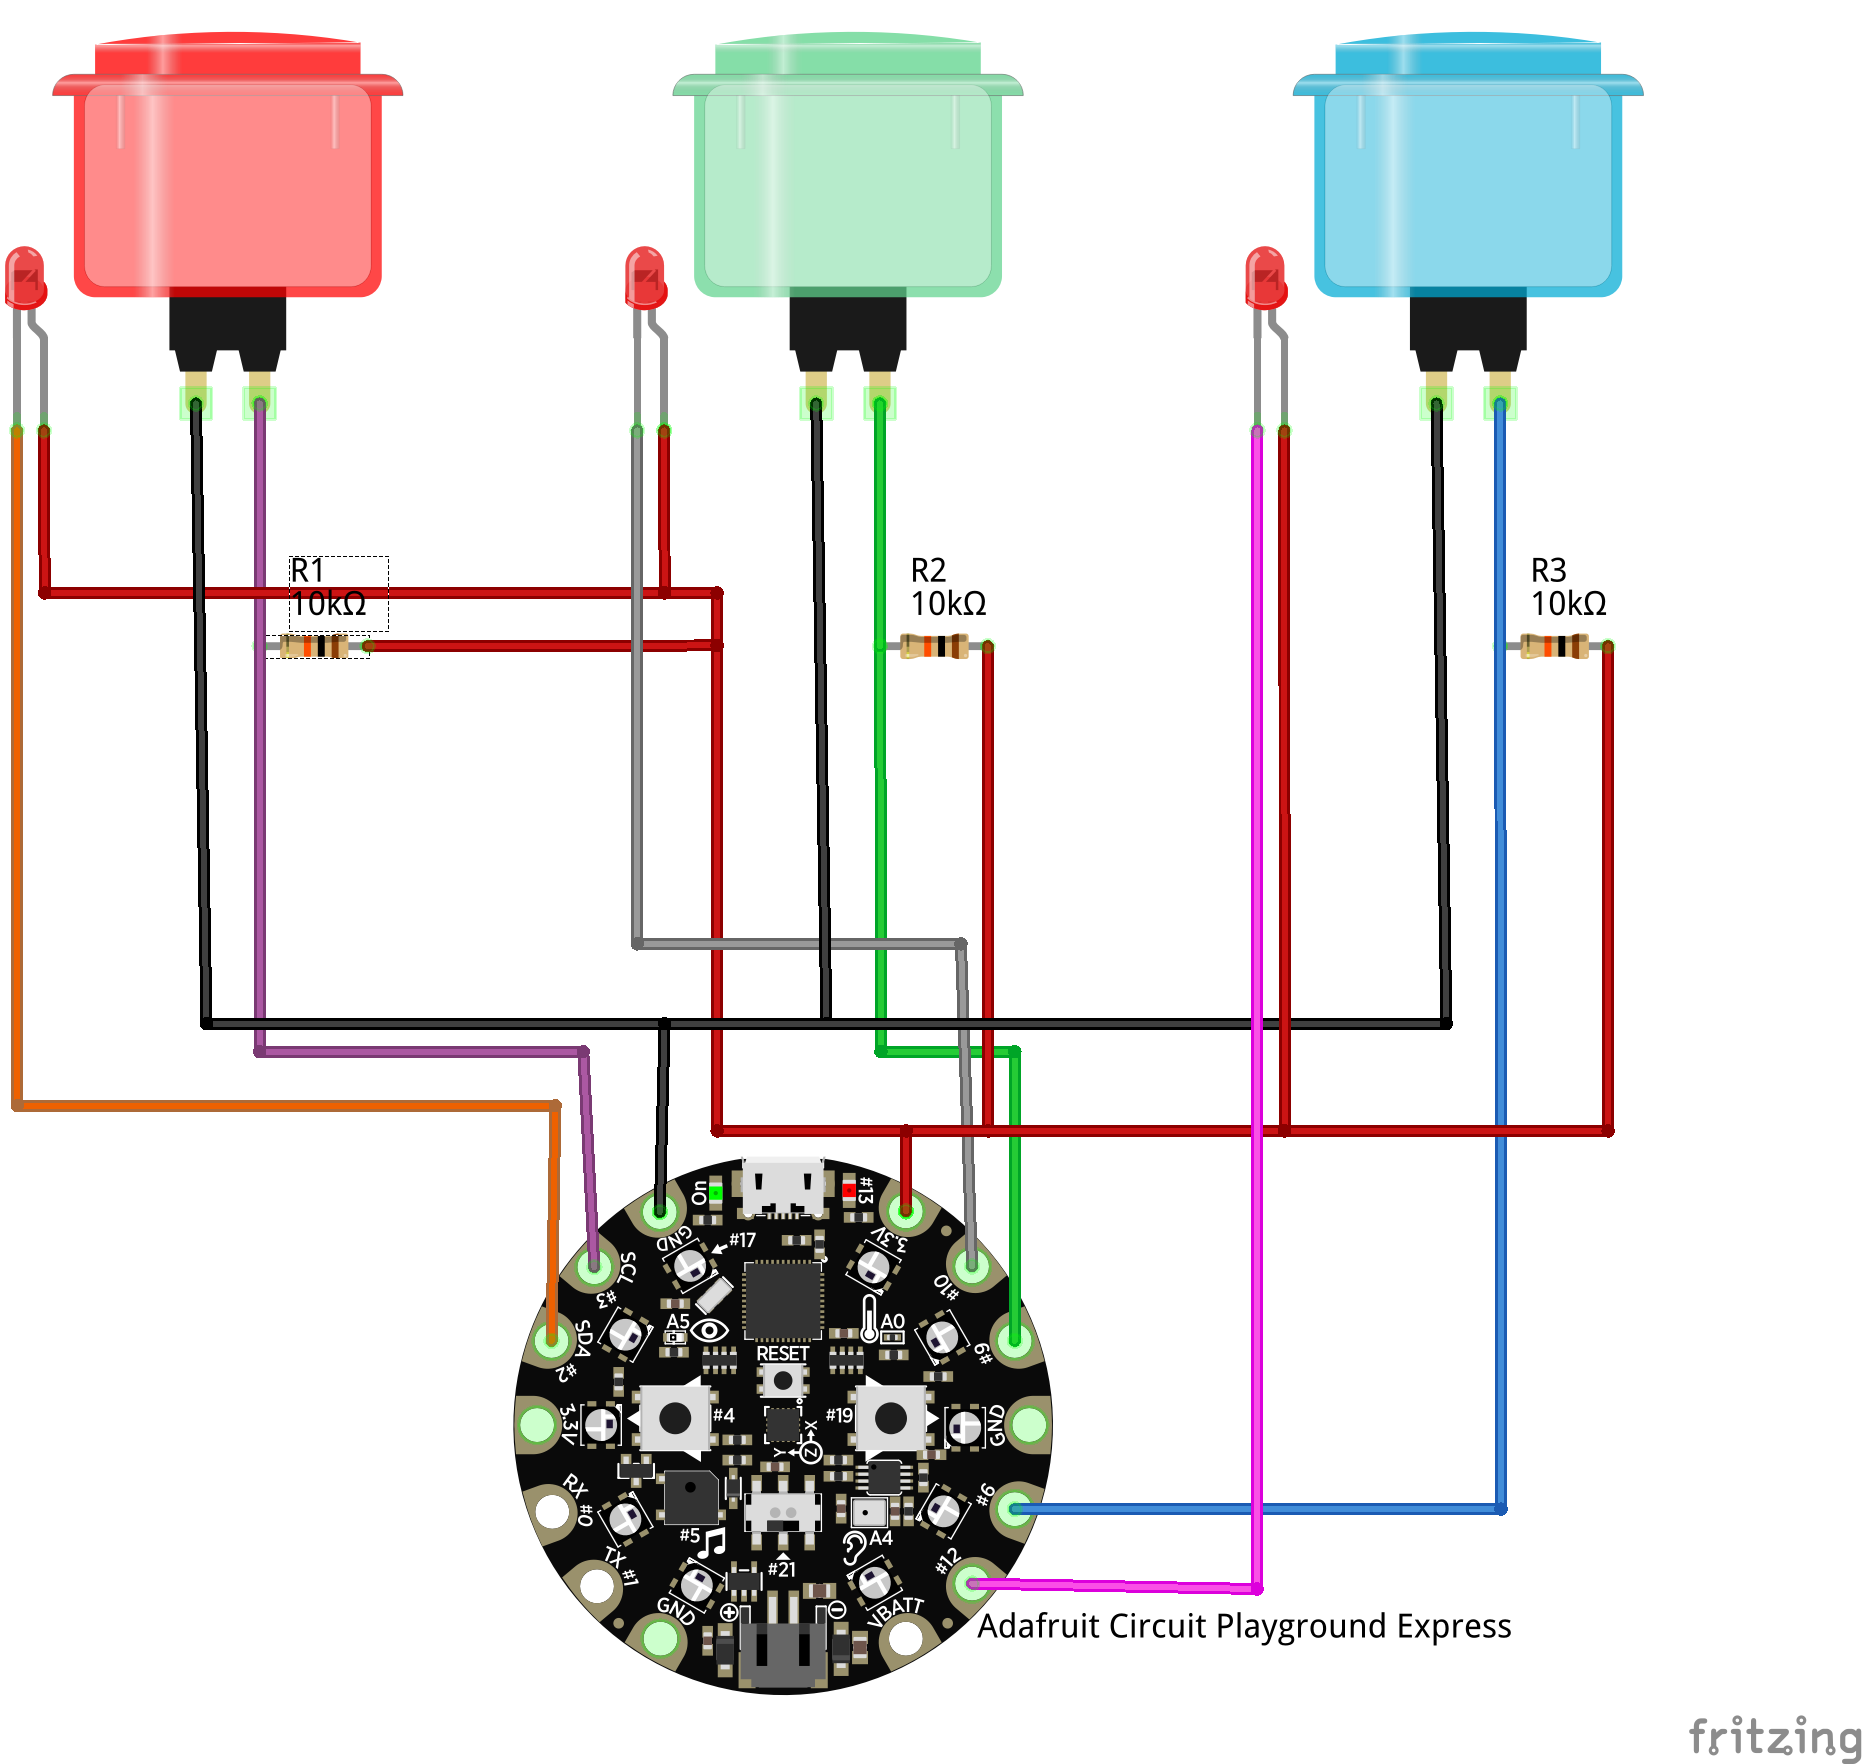 R1
10kΩ
R2
10kΩ
R3
10kΩ
On
#13
GND
#17
3.3V
SCL
#3
#10
A5
A0
SDA
#2
RESET
#9
3.3V
#4
#19
GND
X
Y
Z
RX
#0
#6
#5
A4
TX
#1
#21
#12
GND
VBATT
Adafruit Circuit Playground Express
fritzing